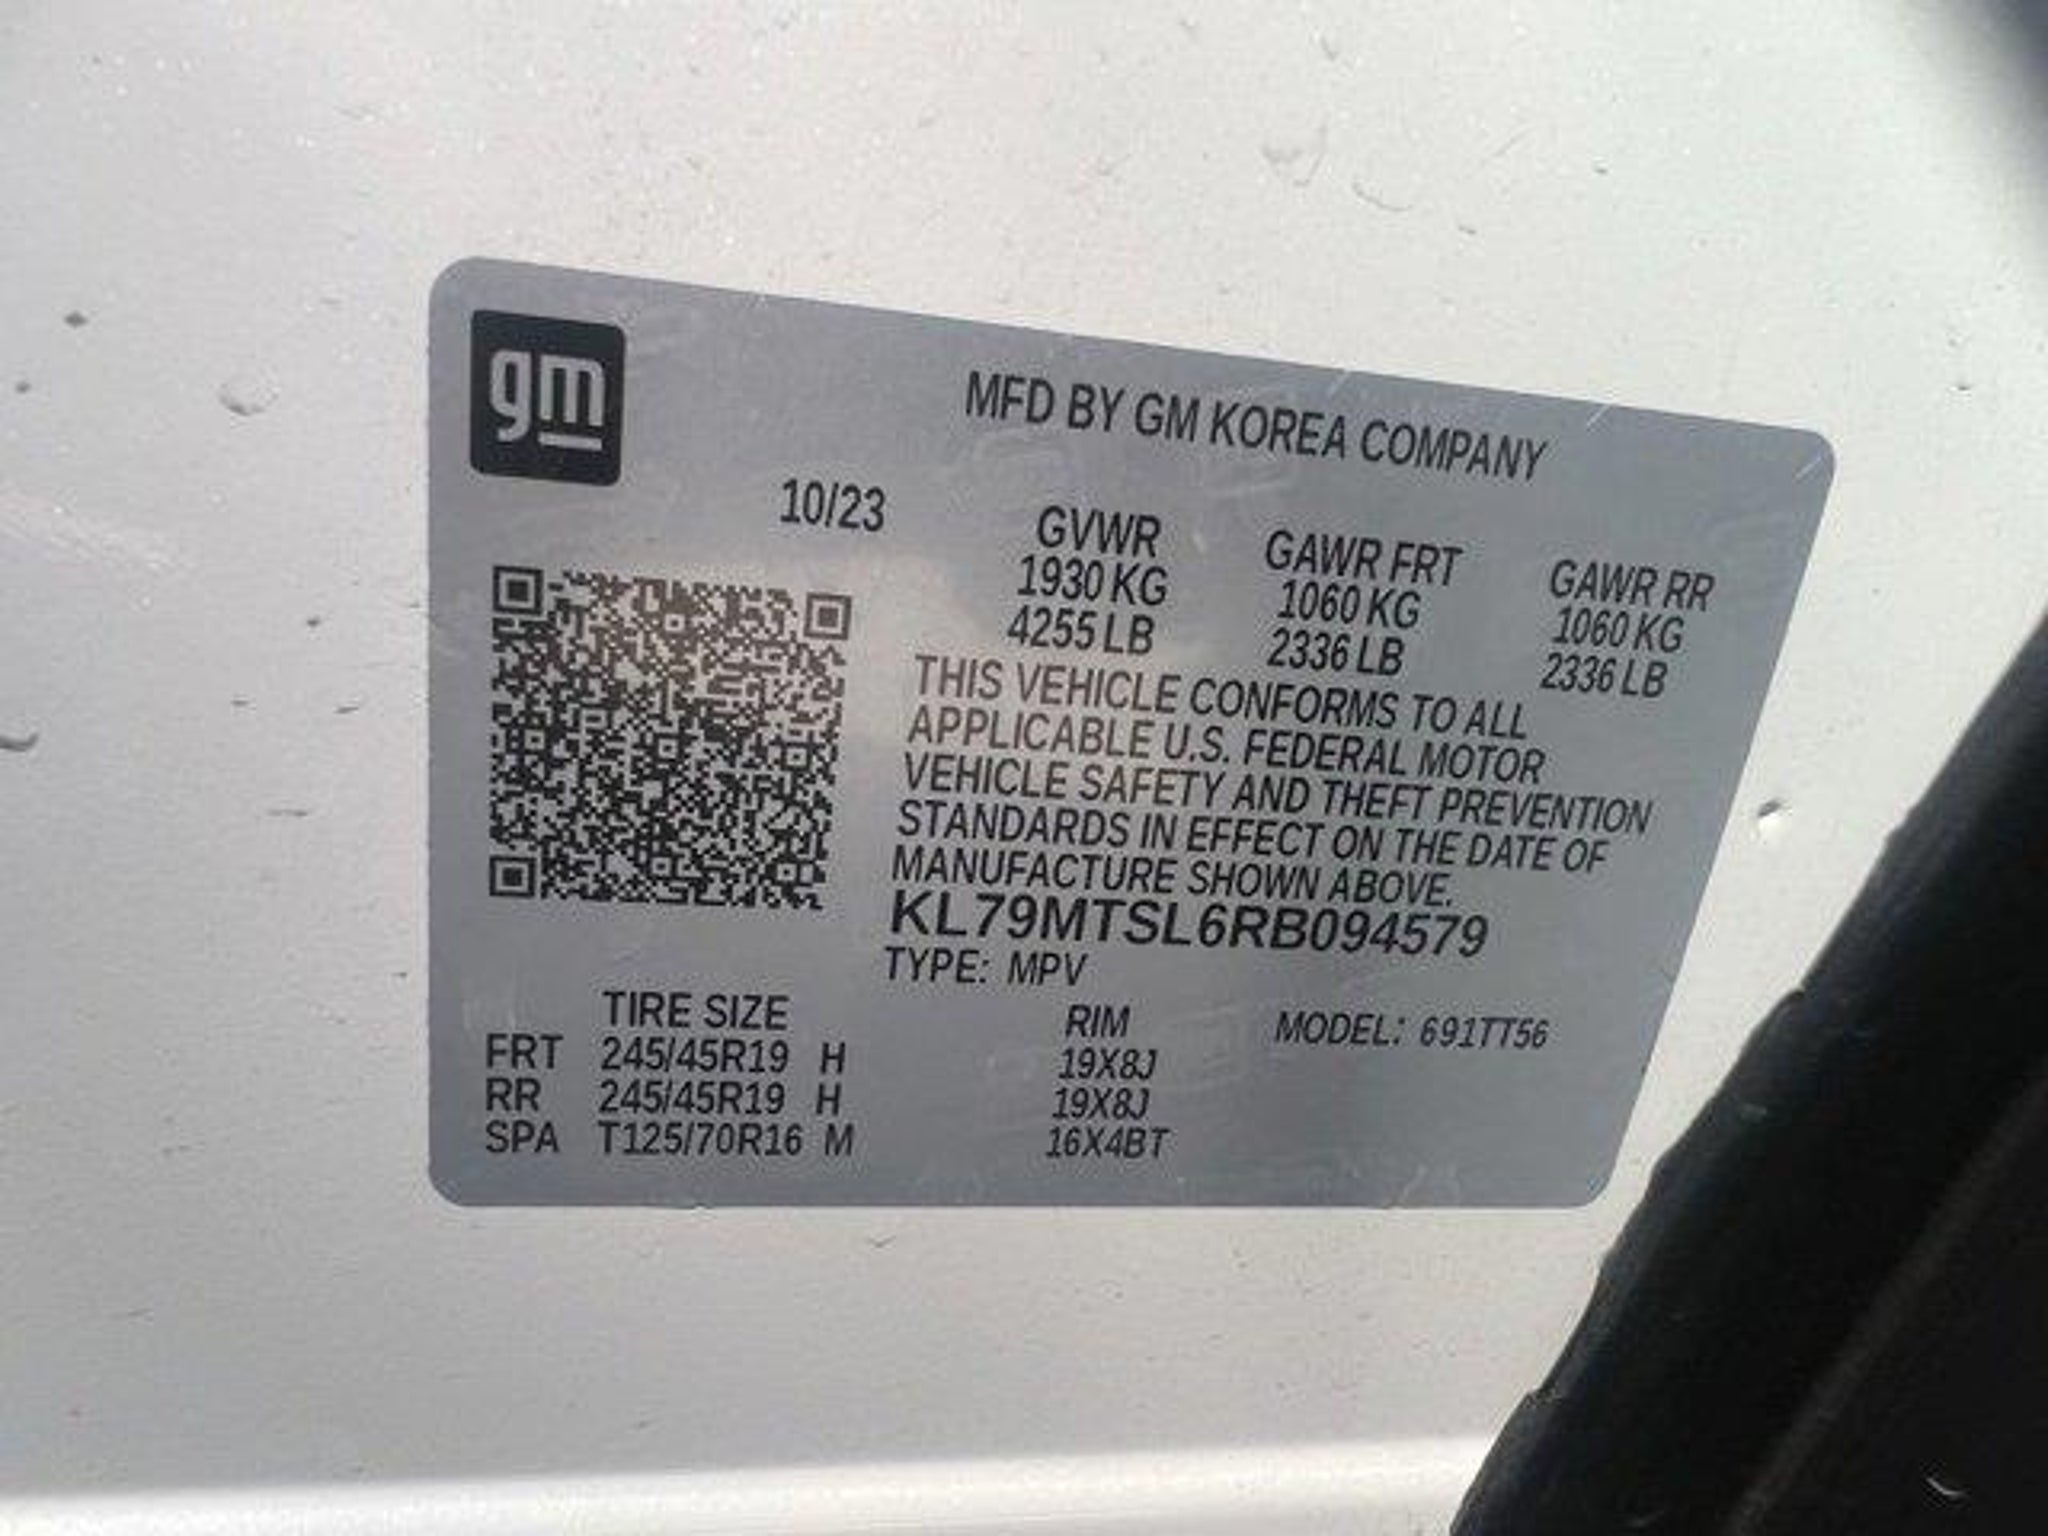 gm
MFD BY GM KOREA COMPANY
10/23
GVWR GAWR FRT GAWR RR
1930 KG 1060 KG 1060 KG
4255 LB 2336 LB 2336 LB
THIS VEHICLE CONFORMS TO ALL
APPLICABLE U.S. FEDERAL MOTOR
VEHICLE SAFETY AND THEFT PREVENTION
STANDARDS IN EFFECT ON THE DATE OF
MANUFACTURE SHOWN ABOVE.
KL79MTSL6RB094579
TYPE: MPV
TIRE SIZE RIM MODEL: 691TT56
FRT 245/45R19 H 19X8J
RR 245/45R19 H 19X8J
SPA T125/70R16 M 16X4BT